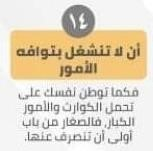 ١٤
أن لا تنشغل بتوافه
الأمور
فكما توطن نفسك على
تحمل الكوارث والأمور
الكبار، فالصغار من باب
أولى أن تنصرف عنها.